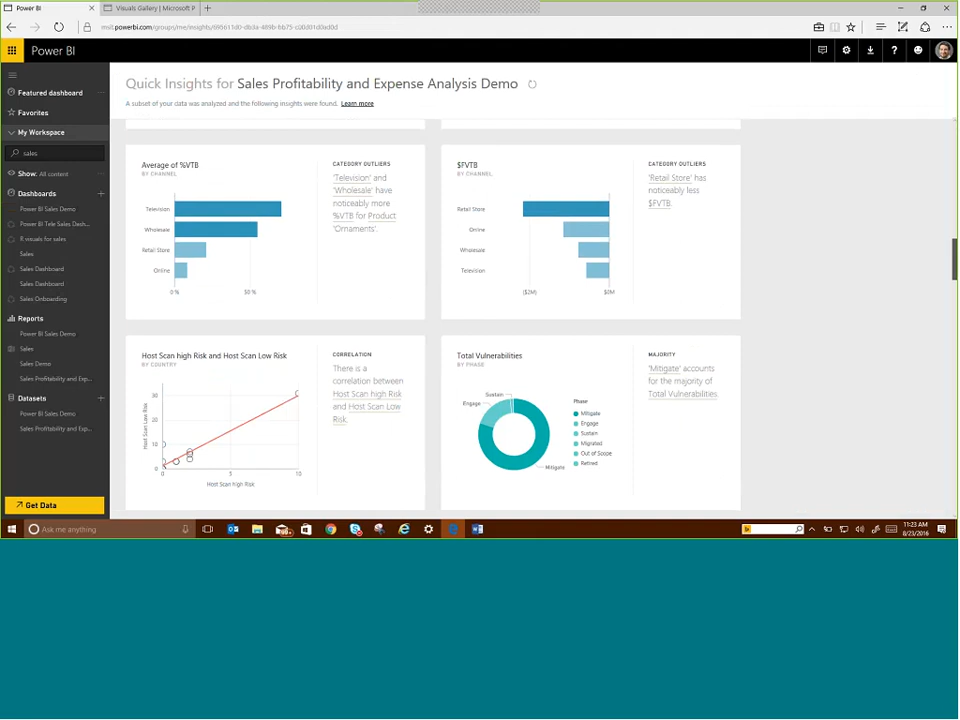 Power BI
Visuals Gallery | Microsoft P
msit.powerbi.com/groups/me/insights/
Power BI
Quick Insights for Sales Profitability and Expense Analysis Demo
A subset of your data was analyzed and the following insights were found. Learn more
Featured dashboard
Favorites
My Workspace
sales
Show: All content
Dashboards
Power BI Sales Demo
Power BI Tele Sales Dash...
R visuals for sales
Sales
Sales Dashboard
Sales Dashboard
Sales Onboarding
Reports
Power BI Sales Demo
Sales
Sales Demo
Sales Profitability and Exp...
Datasets
Power BI Sales Demo
Sales Profitability and Exp...
Get Data
Average of %VTB
BY CHANNEL
Television
Wholesale
Retail Store
Online
0 %
50 %
CATEGORY OUTLIERS
'Television' and
'Wholesale' have
noticeably more
%VTB for Product
'Ornaments'.
$FVTB
BY CHANNEL
Retail Store
Online
Wholesale
Television
($2M)
$0M
CATEGORY OUTLIERS
'Retail Store' has
noticeably less
$FVTB.
Host Scan high Risk and Host Scan Low Risk
BY COUNTRY
Host Scan Low Risk
30
20
10
0
0
5
10
Host Scan high Risk
CORRELATION
There is a
correlation between
Host Scan high Risk
and Host Scan Low
Risk.
Total Vulnerabilities
BY PHASE
Sustain
Engage
Mitigate
Phase
Mitigate
Engage
Sustain
Migrated
Out of Scope
Retired
MAJORITY
'Mitigate' accounts
for the majority of
Total Vulnerabilities.
Ask me anything
11:23 AM
8/23/2016